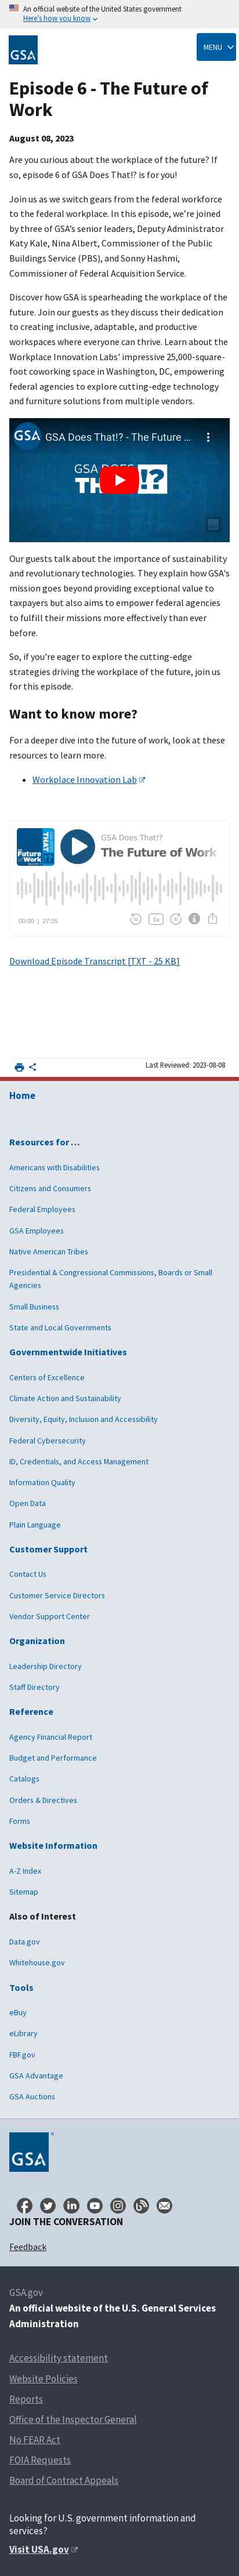 An official website of the United States government
Here's how you know
GSA
MENU
Episode 6 - The Future of
Work
August 08, 2023
Are you curious about the workplace of the future? If
so, episode 6 of GSA Does That!? is for you!
Join us as we switch gears from the federal workforce
to the federal workplace. In this episode, we’re joined
by three of GSA’s senior leaders, Deputy Administrator
Katy Kale, Nina Albert, Commissioner of the Public
Buildings Service (PBS), and Sonny Hashmi,
Commissioner of Federal Acquisition Service.
Discover how GSA is spearheading the workplace of the
future. Join our guests as they discuss their dedication
to creating inclusive, adaptable, and productive
workspaces where everyone can thrive. Learn about the
Workplace Innovation Labs' impressive 25,000-square-
foot coworking space in Washington, DC, empowering
federal agencies to explore cutting-edge technology
and furniture solutions from multiple vendors.
GSA
GSA Does That!? - The Future ...
GSA DOES
THAT!?
Our guests talk about the importance of sustainability
and revolutionary technologies. They explain how GSA's
mission goes beyond providing exceptional value to
taxpayers but also aims to empower federal agencies
to fulfill their missions more effectively than ever
before.
So, if you're eager to explore the cutting-edge
strategies driving the workplace of the future, join us
for this episode.
Want to know more?
For a deeper dive into the future of work, look at these
resources to learn more.
Workplace Innovation Lab
Future
of Work
GSA Does That!?
The Future of Work
00:00 | 27:05
15
1x
30
Download Episode Transcript [TXT - 25 KB]
Last Reviewed: 2023-08-08
Home
Resources for …
Americans with Disabilities
Citizens and Consumers
Federal Employees
GSA Employees
Native American Tribes
Presidential & Congressional Commissions, Boards or Small
Agencies
Small Business
State and Local Governments
Governmentwide Initiatives
Centers of Excellence
Climate Action and Sustainability
Diversity, Equity, Inclusion and Accessibility
Federal Cybersecurity
ID, Credentials, and Access Management
Information Quality
Open Data
Plain Language
Customer Support
Contact Us
Customer Service Directors
Vendor Support Center
Organization
Leadership Directory
Staff Directory
Reference
Agency Financial Report
Budget and Performance
Catalogs
Orders & Directives
Forms
Website Information
A-Z Index
Sitemap
Also of Interest
Data.gov
Whitehouse.gov
Tools
eBuy
eLibrary
FBF.gov
GSA Advantage
GSA Auctions
GSA
JOIN THE CONVERSATION
Feedback
GSA.gov
An official website of the U.S. General Services
Administration
Accessibility statement
Website Policies
Reports
Office of the Inspector General
No FEAR Act
FOIA Requests
Board of Contract Appeals
Looking for U.S. government information and
services?
Visit USA.gov